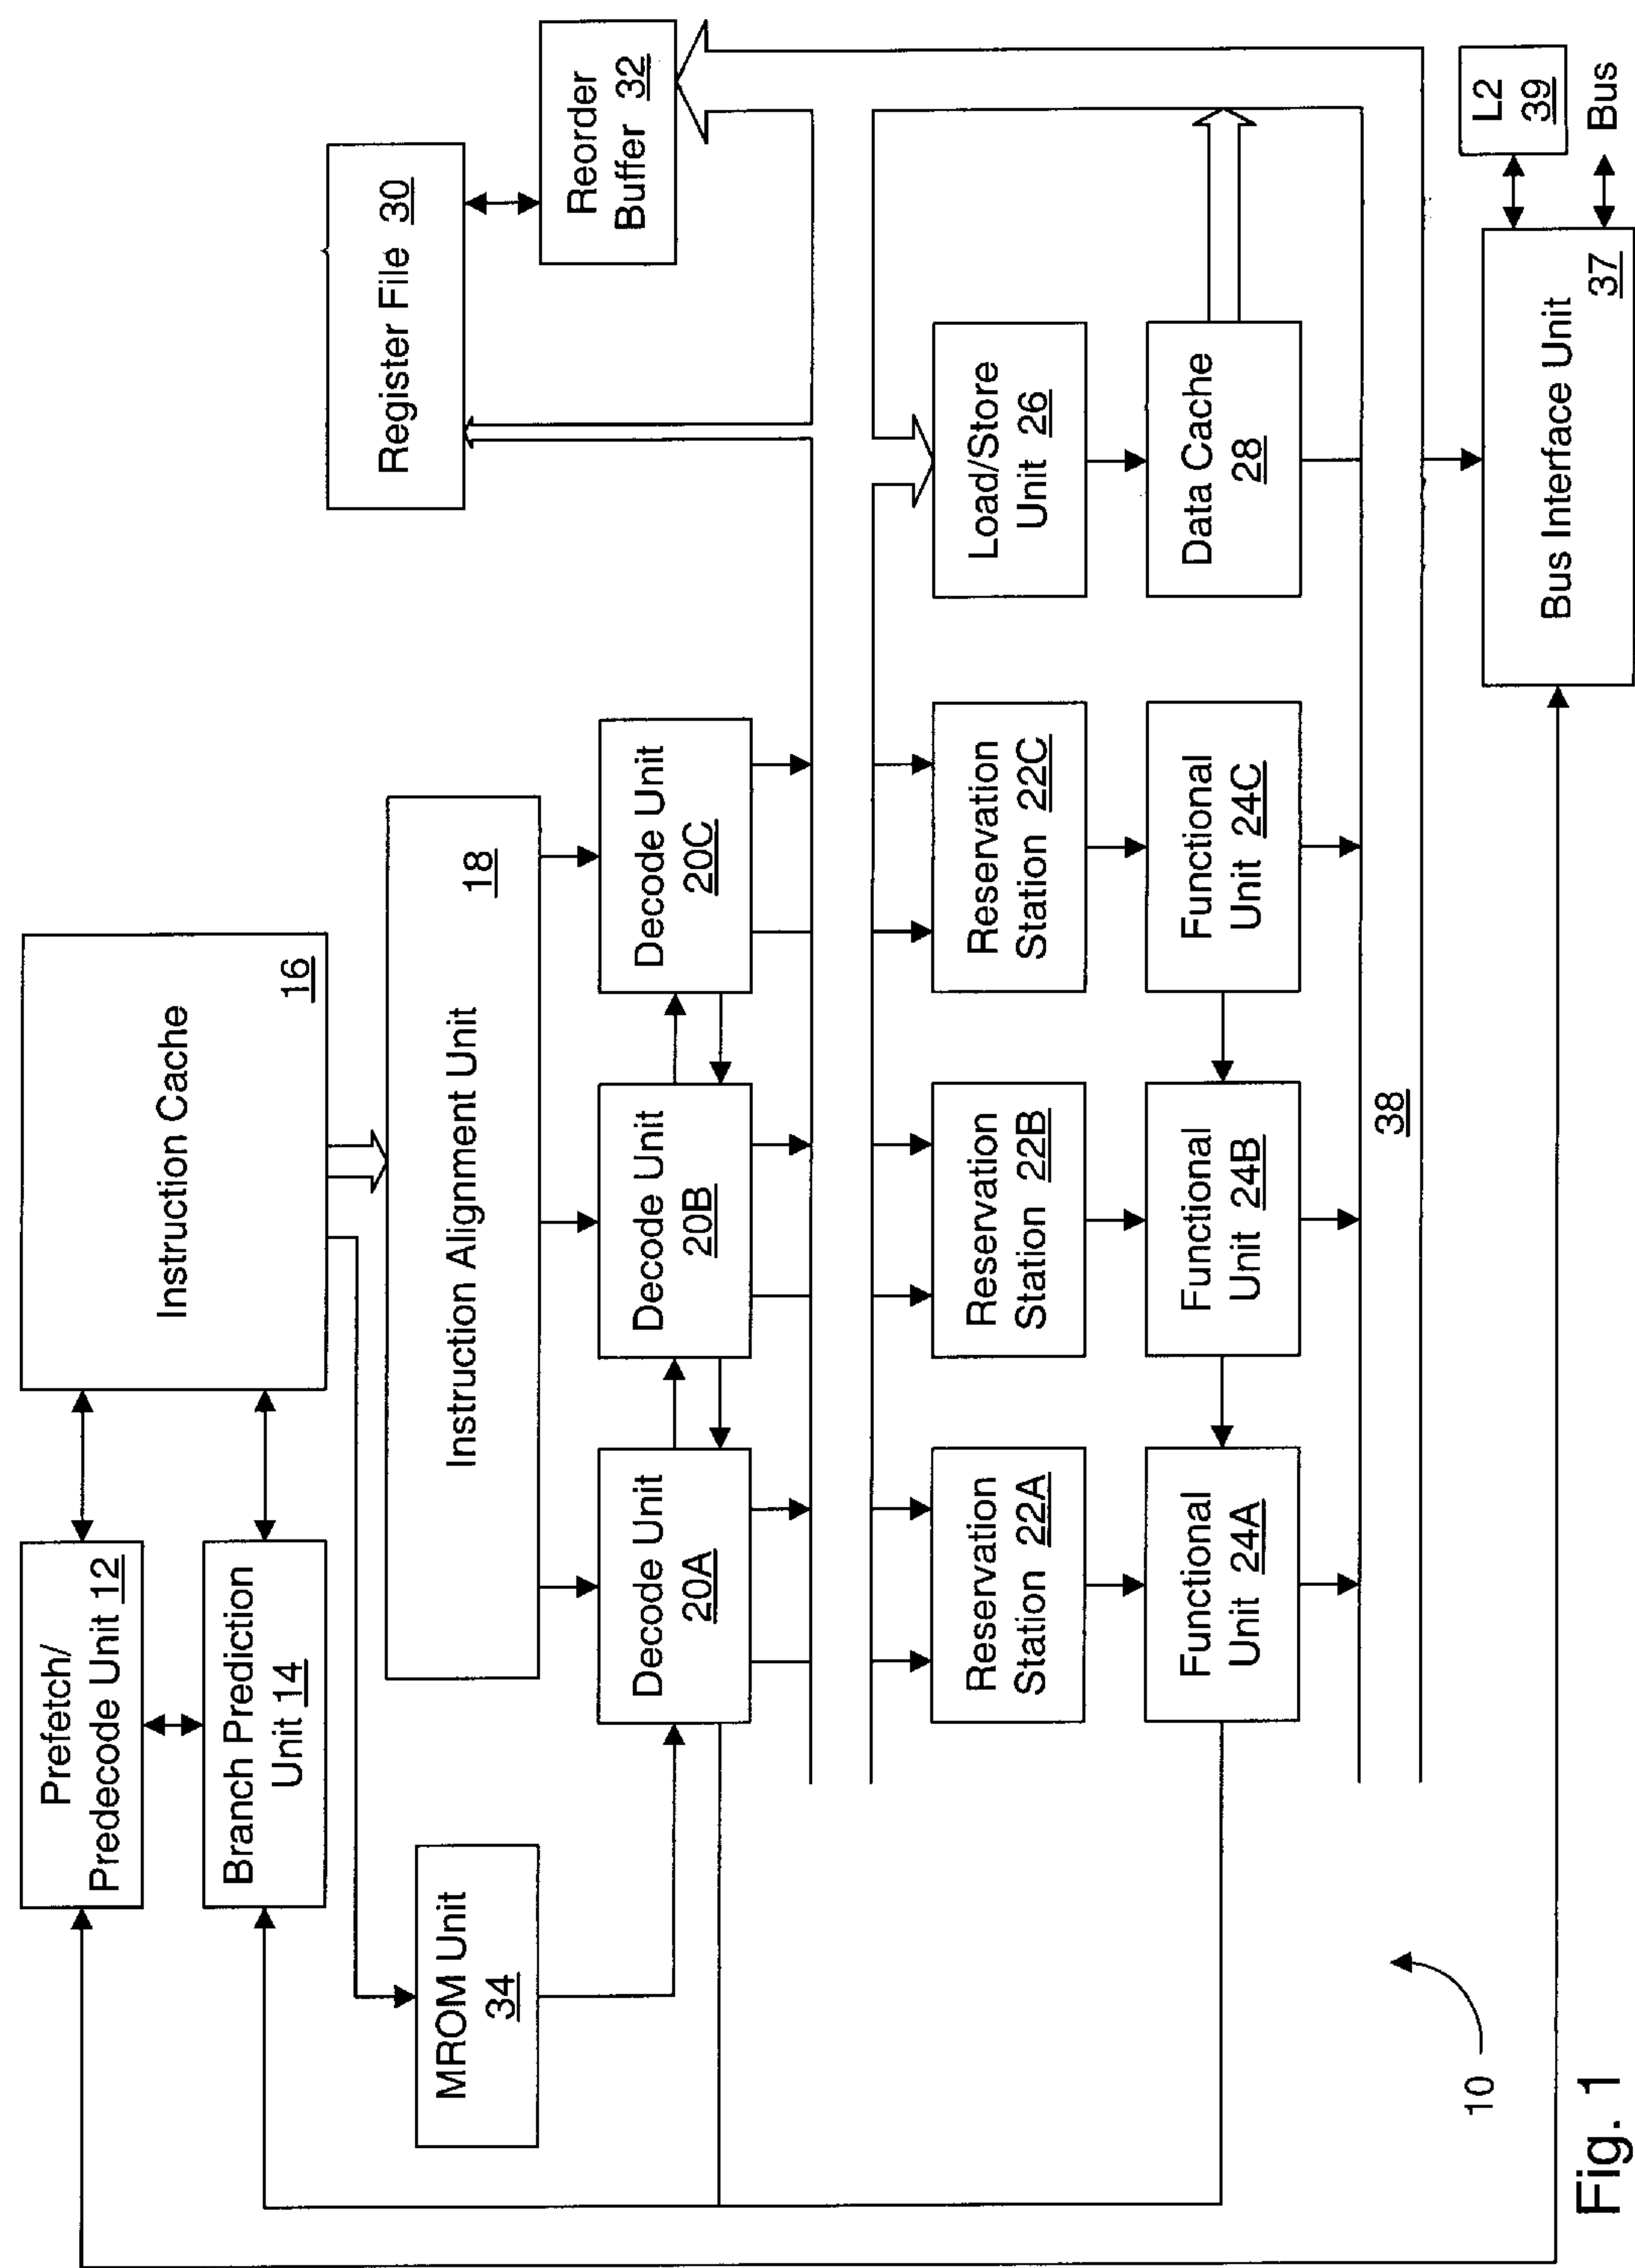 Prefetch/
Predecode Unit 12
Branch Prediction
Unit 14
Instruction Cache
16
Register File 30
Reorder
Buffer 32
MROM Unit
34
Instruction Alignment Unit
18
Decode Unit
20A
Decode Unit
20B
Decode Unit
20C
Reservation
Station 22A
Reservation
Station 22B
Reservation
Station 22C
Load/Store
Unit 26
Functional
Unit 24A
Functional
Unit 24B
Functional
Unit 24C
Data Cache
28
38
L2
39
Bus
Bus Interface Unit
37
10
Fig. 1